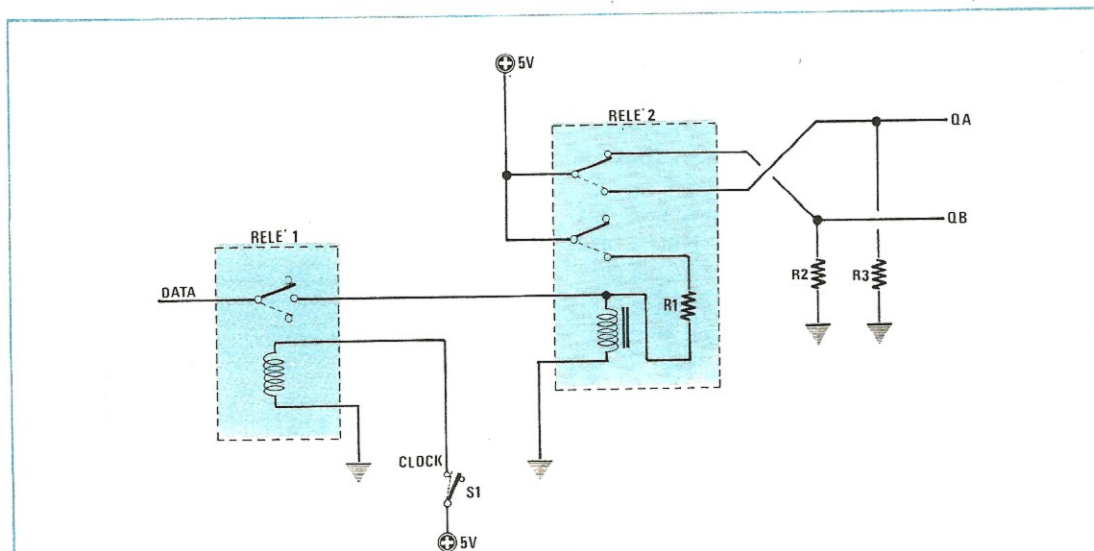 5V
RELE' 2
QA
QB
RELE' 1
R2
R3
DATA
R1
CLOCK
S1
5V